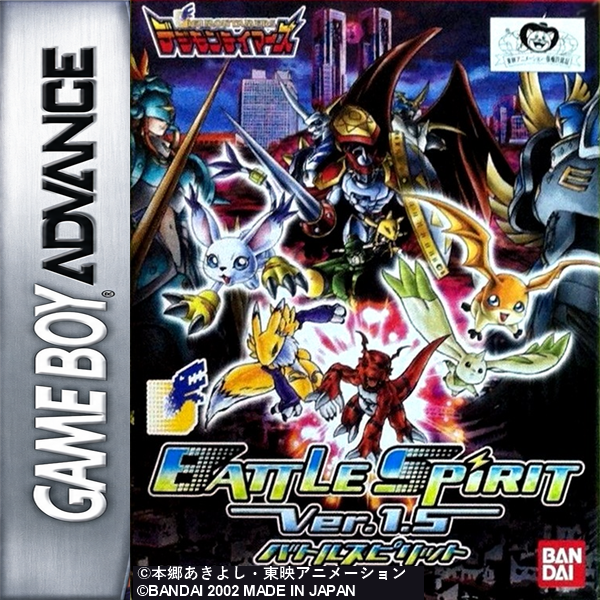 GAME BOY ADVANCE
デジモンテイマーズ
BATTLE SPIRIT
Ver.1.5
バトルスピリット
BAN
DAI
©本郷あきよし・東映アニメーション
©BANDAI 2002 MADE IN JAPAN